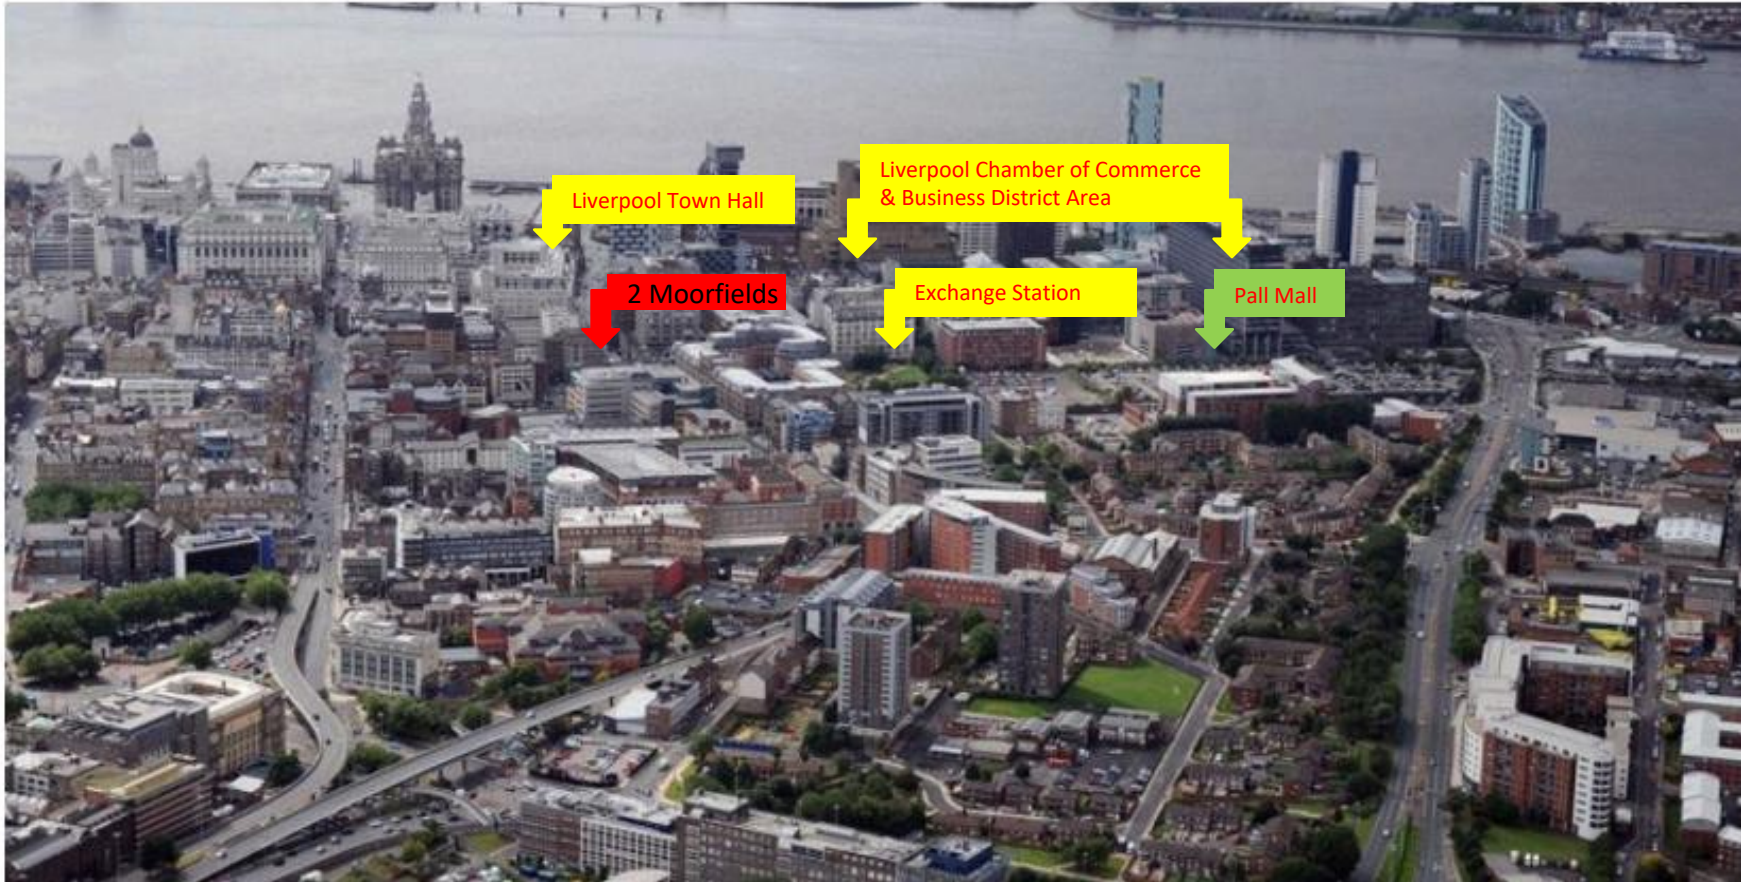 Liverpool Chamber of Commerce
& Business District Area
Liverpool Town Hall
2 Moorfields
Exchange Station
Pall Mall